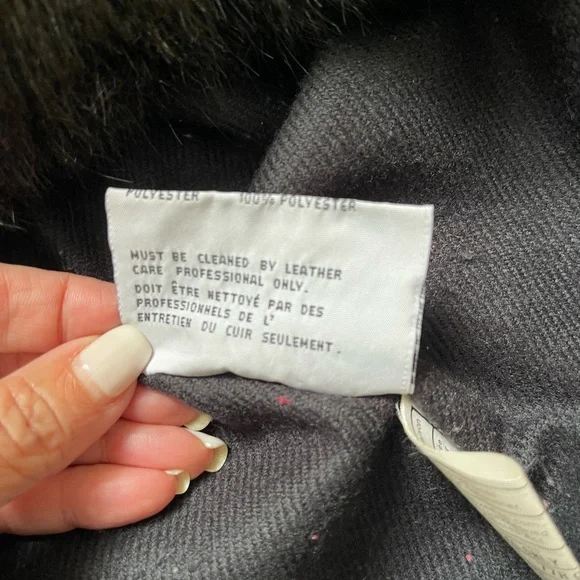 POLYESTER 100% POLYESTER
MUST BE CLEANED BY LEATHER
CARE PROFESSIONAL ONLY.
DOIT ÊTRE NETTOYÉ PAR DES
PROFESSIONNELS DE L'
ENTRETIEN DU CUIR SEULEMENT.